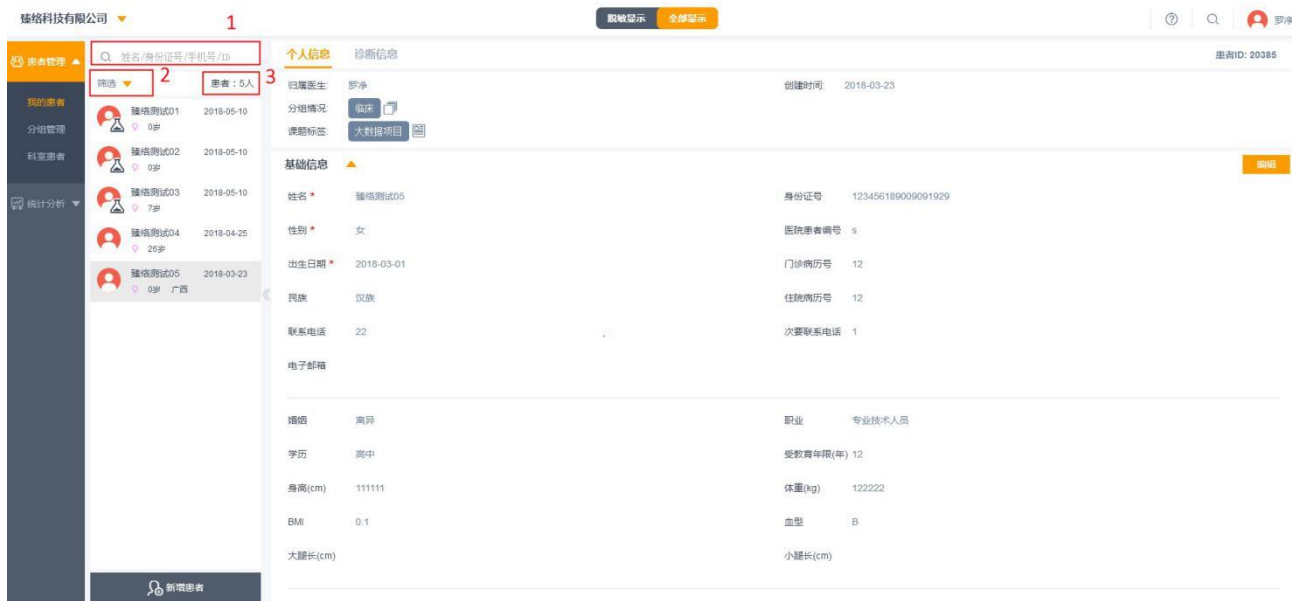 臻络科技有限公司
脱敏显示 全部显示
罗净
1
患者管理
姓名/身份证号/手机号/ID
筛选
2
患者：5人
3
我的患者
分组管理
科室患者
统计分析
臻络测试01 2018-05-10
0岁
臻络测试02 2018-05-10
0岁
臻络测试03 2018-05-10
7岁
臻络测试04 2018-04-25
26岁
臻络测试05 2018-03-23
0岁 广西
新增患者
个人信息 诊断信息 患者ID: 20385
归属医生: 罗净 创建时间: 2018-03-23
分组情况: 临床
课题标签: 大数据项目
基础信息 编辑
姓名 * 臻络测试05 身份证号 123456189009091929
性别 * 女 医院患者编号 s
出生日期 * 2018-03-01 门诊病历号 12
民族 汉族 住院病历号 12
联系电话 22 次要联系电话 1
电子邮箱
婚姻 离异 职业 专业技术人员
学历 高中 受教育年限(年) 12
身高(cm) 111111 体重(kg) 122222
BMI 0.1 血型 B
大腿长(cm) 小腿长(cm)